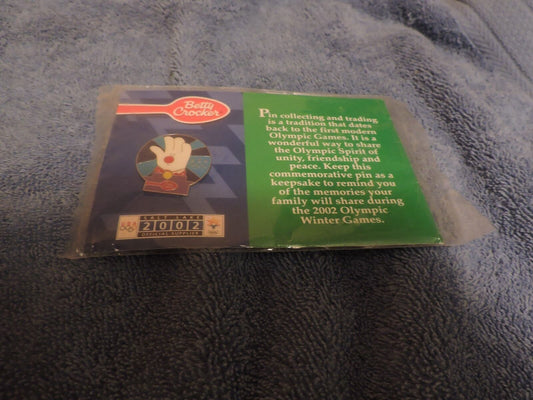 Betty
Crocker
SALT LAKE
2002
OFFICIAL SUPPLIER
Pin collecting and trading
is a tradition that dates
back to the first modern
Olympic Games. It is a
wonderful way to share
the Olympic Spirit of
unity, friendship and
peace. Keep this
commemorative pin as a
keepsake to remind you
of the memories your
family will share during
the 2002 Olympic
Winter Games.